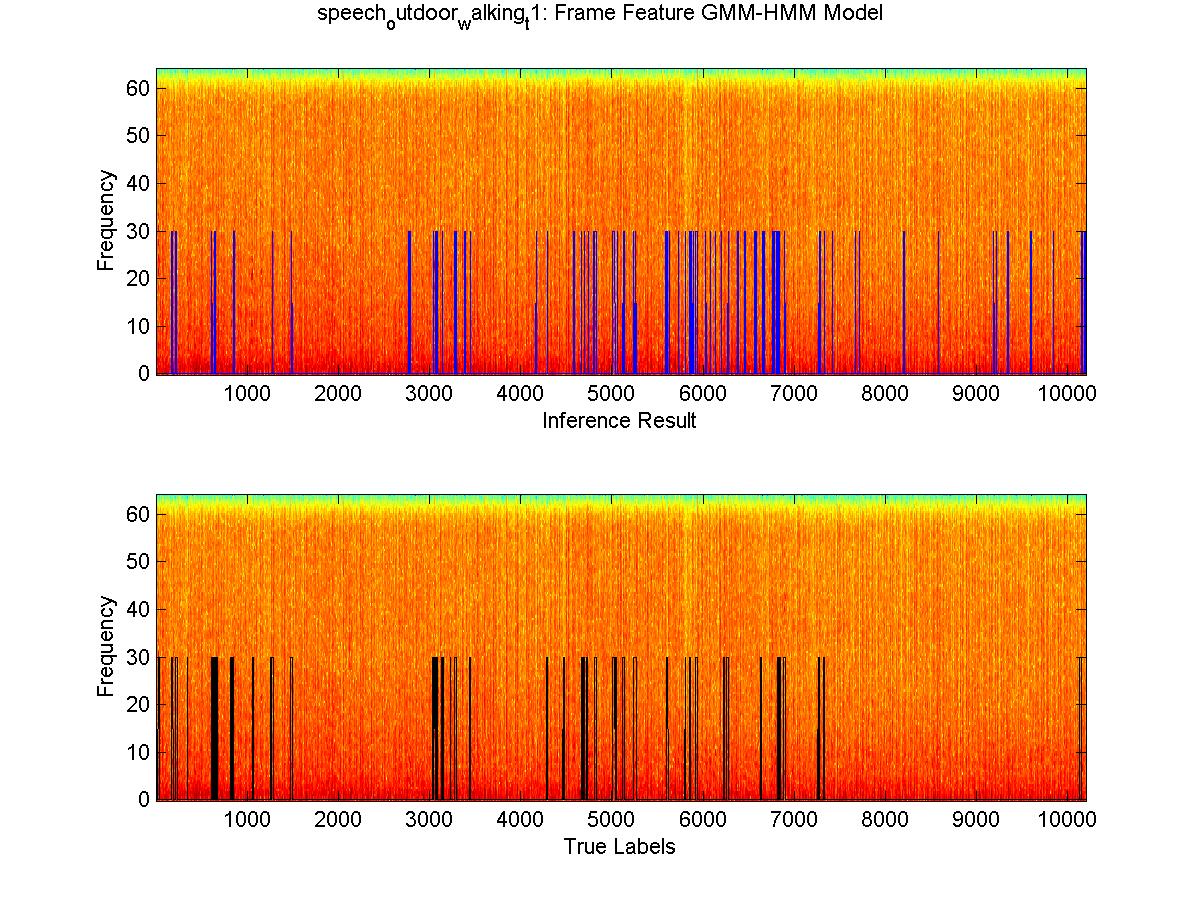 speech_outdoor_walking_t1: Frame Feature GMM-HMM Model
60
50
40
30
20
10
0
Frequency
1000 2000 3000 4000 5000 6000 7000 8000 9000 10000
Inference Result
60
50
40
30
20
10
0
Frequency
1000 2000 3000 4000 5000 6000 7000 8000 9000 10000
True Labels